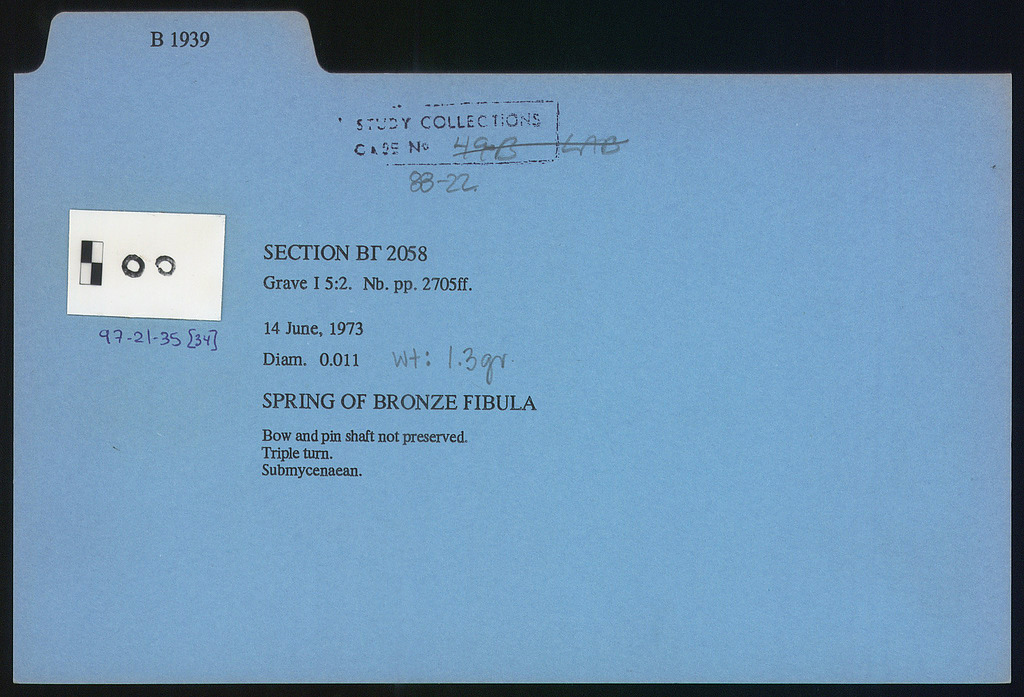 B 1939
STUDY COLLECTIONS
CASE No 49-B LAB
88-22
SECTION BΓ 2058
Grave I 5:2. Nb. pp. 2705ff.
97-21-35 [34]
14 June, 1973
Diam. 0.011 wt: 1.3gr.
SPRING OF BRONZE FIBULA
Bow and pin shaft not preserved.
Triple turn.
Submycenaean.